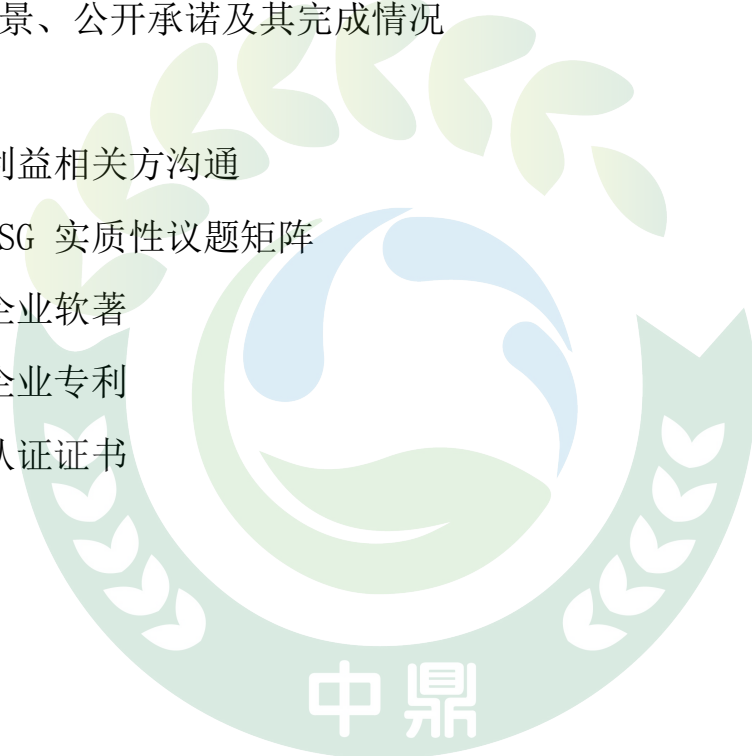 景、公开承诺及其完成情况
利益相关方沟通
SG 实质性议题矩阵
企业软著
企业专利
认证证书
中鼎